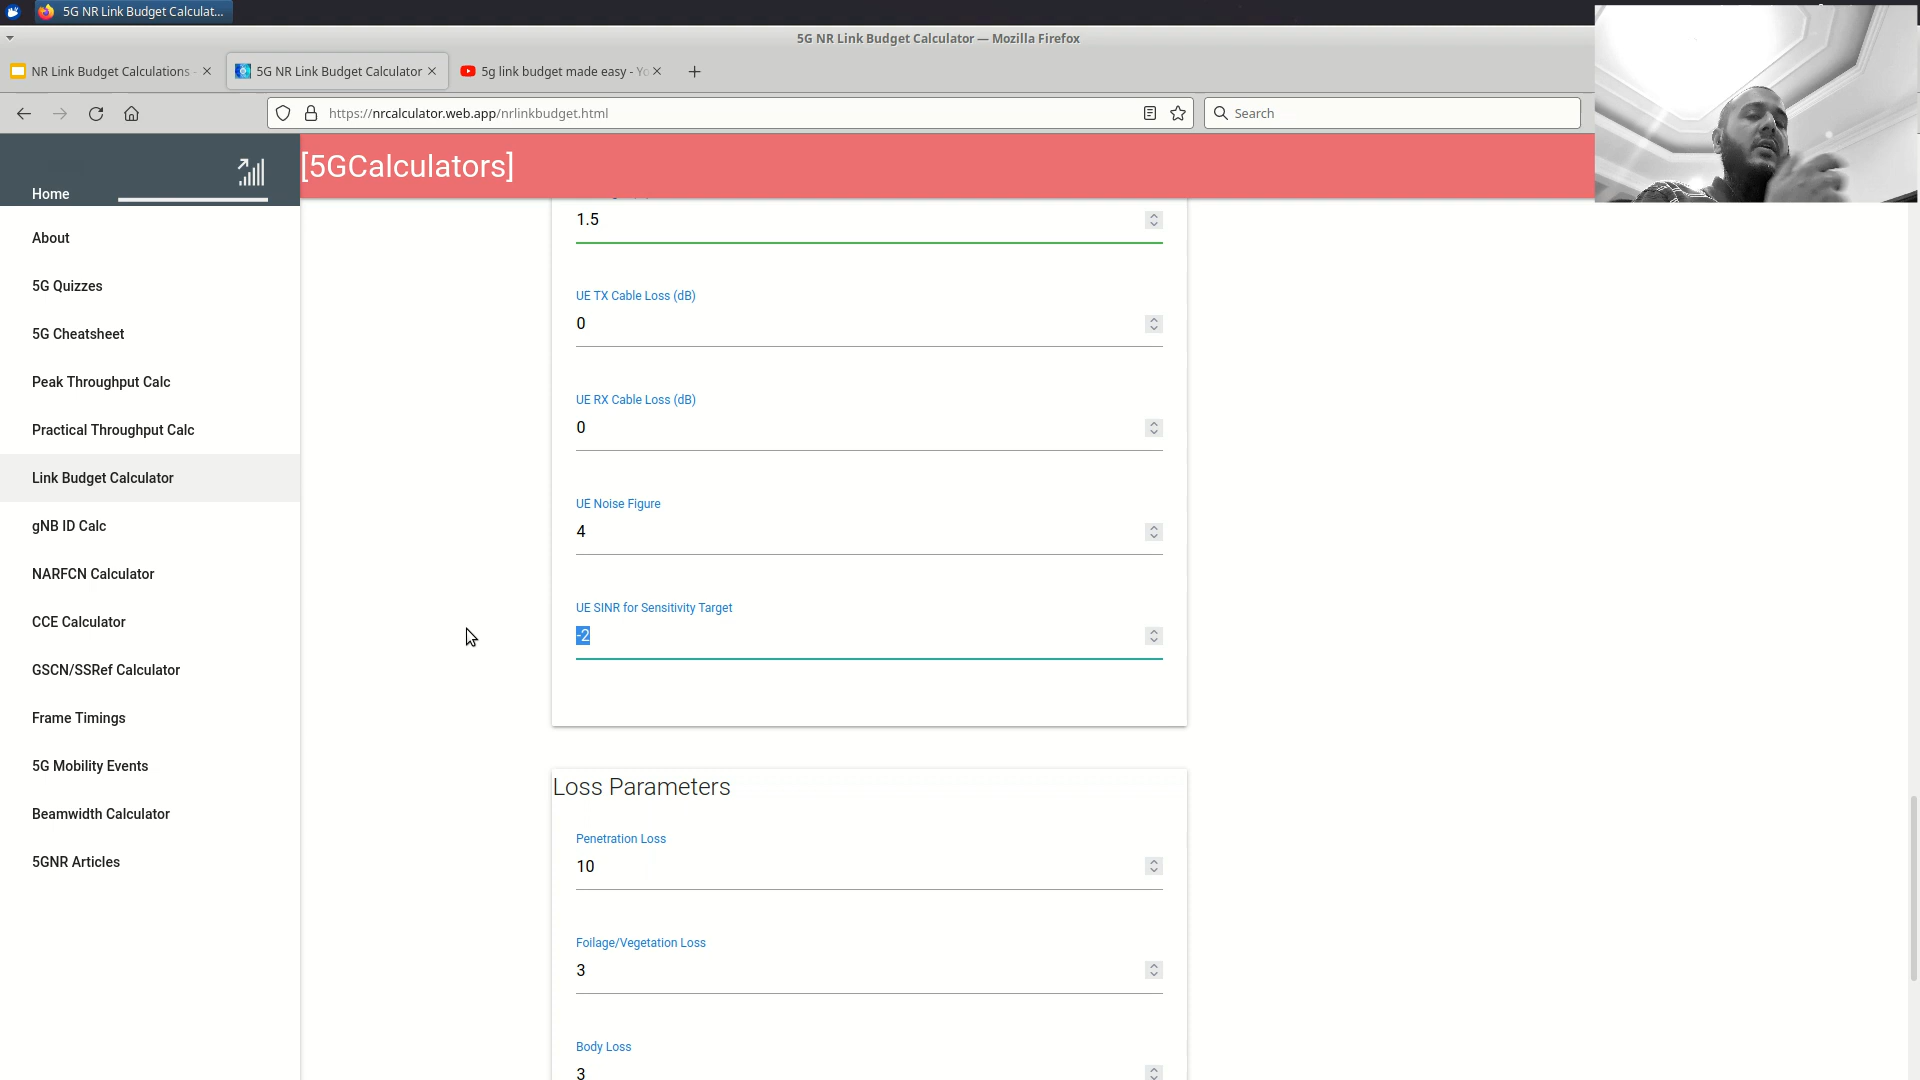 5G NR Link Budget Calculat...
5G NR Link Budget Calculator — Mozilla Firefox
NR Link Budget Calculations
5G NR Link Budget Calculator
5g link budget made easy - Yo
https://nrcalculator.web.app/nrlinkbudget.html
Search
Home
[5GCalculators]
About
5G Quizzes
5G Cheatsheet
Peak Throughput Calc
Practical Throughput Calc
Link Budget Calculator
gNB ID Calc
NARFCN Calculator
CCE Calculator
GSCN/SSRef Calculator
Frame Timings
5G Mobility Events
Beamwidth Calculator
5GNR Articles
1.5
UE TX Cable Loss (dB)
0
UE RX Cable Loss (dB)
0
UE Noise Figure
4
UE SINR for Sensitivity Target
-2
Loss Parameters
Penetration Loss
10
Foilage/Vegetation Loss
3
Body Loss
3